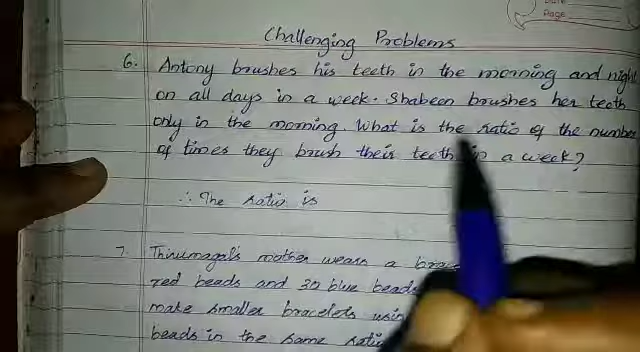 Page
Challenging Problems
6. Antony brushes his teeth in the morning and night
on all days in a week. Shabeen brushes her teeth
only in the morning. What is the ratio of the number
of times they brush their teeth in a week?
∴ The ratio is
7. Thirumagal's mother wears a
red beads and 30 blue beads
make smaller bracelets using
beads in the same ratio